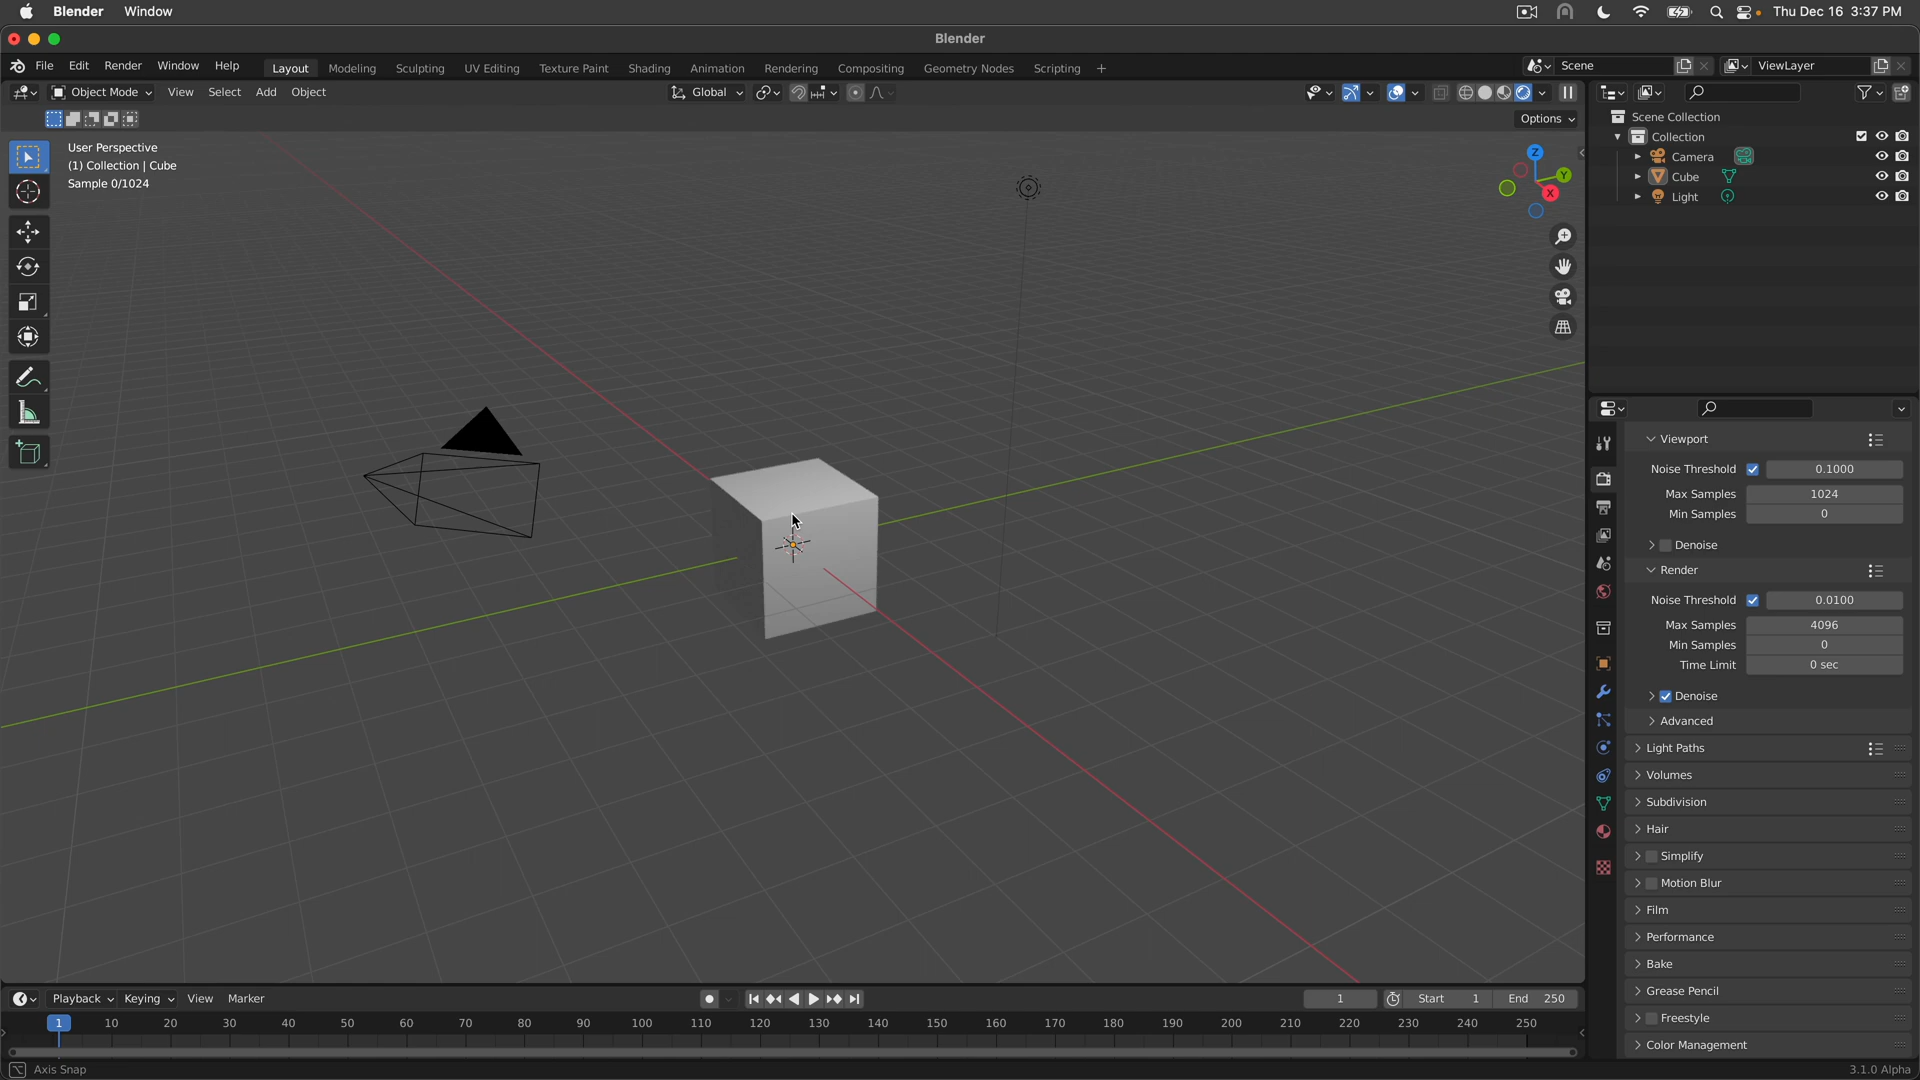 Blender Window Thu Dec 16 3:37 PM
Blender
File Edit Render Window Help Layout Modeling Sculpting UV Editing Texture Paint Shading Animation Rendering Compositing Geometry Nodes Scripting + Scene ViewLayer
Object Mode View Select Add Object Global
Options
User Perspective
(1) Collection | Cube
Sample 0/1024
Z
Y
X
Scene Collection
Collection
Camera
Cube
Light
Viewport
Noise Threshold 0.1000
Max Samples 1024
Min Samples 0
Denoise
Render
Noise Threshold 0.0100
Max Samples 4096
Min Samples 0
Time Limit 0 sec
Denoise
Advanced
Light Paths
Volumes
Subdivision
Hair
Simplify
Motion Blur
Film
Performance
Bake
Grease Pencil
Freestyle
Color Management
Playback Keying View Marker 1 Start 1 End 250
1 10 20 30 40 50 60 70 80 90 100 110 120 130 140 150 160 170 180 190 200 210 220 230 240 250
Axis Snap 3.1.0 Alpha